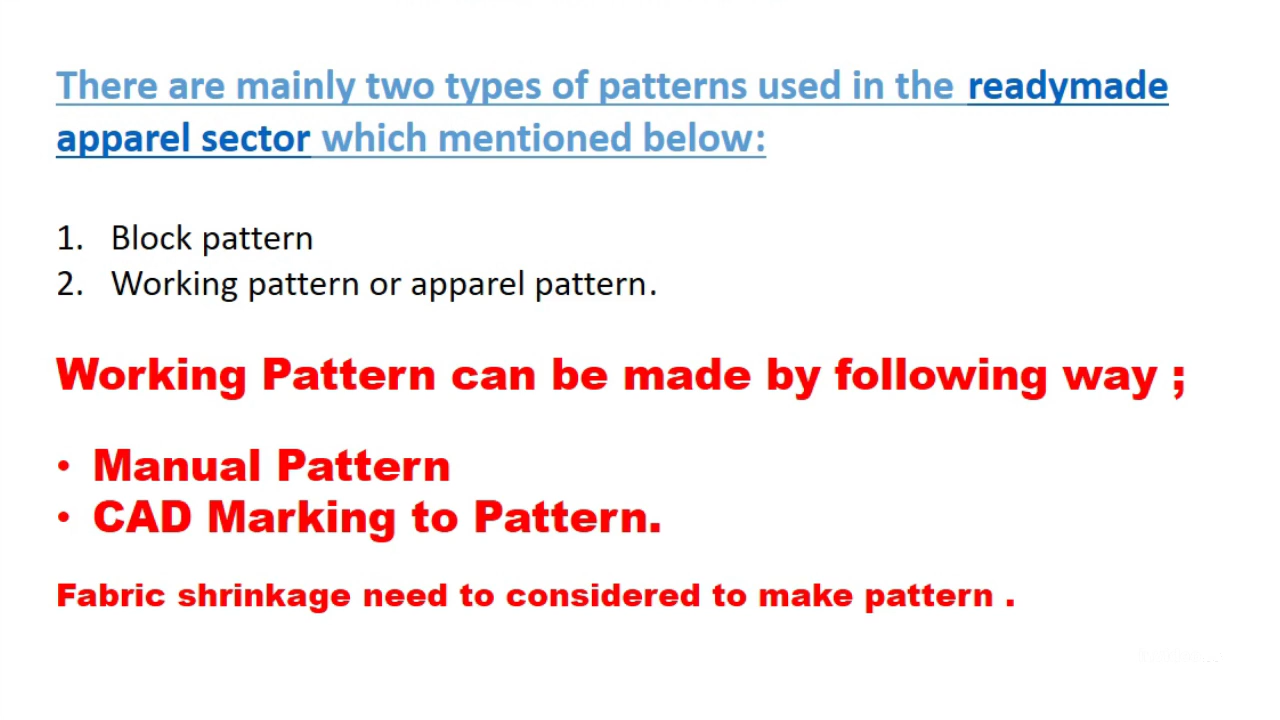 There are mainly two types of patterns used in the readymade
apparel sector which mentioned below:
1. Block pattern
2. Working pattern or apparel pattern.
Working Pattern can be made by following way ;
• Manual Pattern
• CAD Marking to Pattern.
Fabric shrinkage need to considered to make pattern .